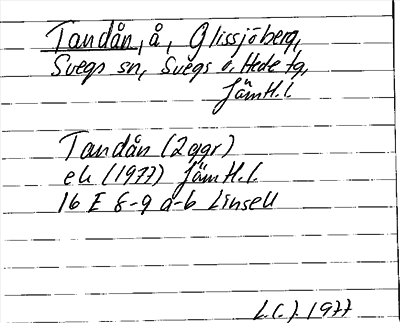 Tandån, å, Glissjöberg,
Svegs sn, Svegs o. Hede tg,
Jämtl. l
Tandån (2 ggr)
ek (1977) Jämtl. l.
16 E 8-9 a-b Linsell
L.C.J. 1977